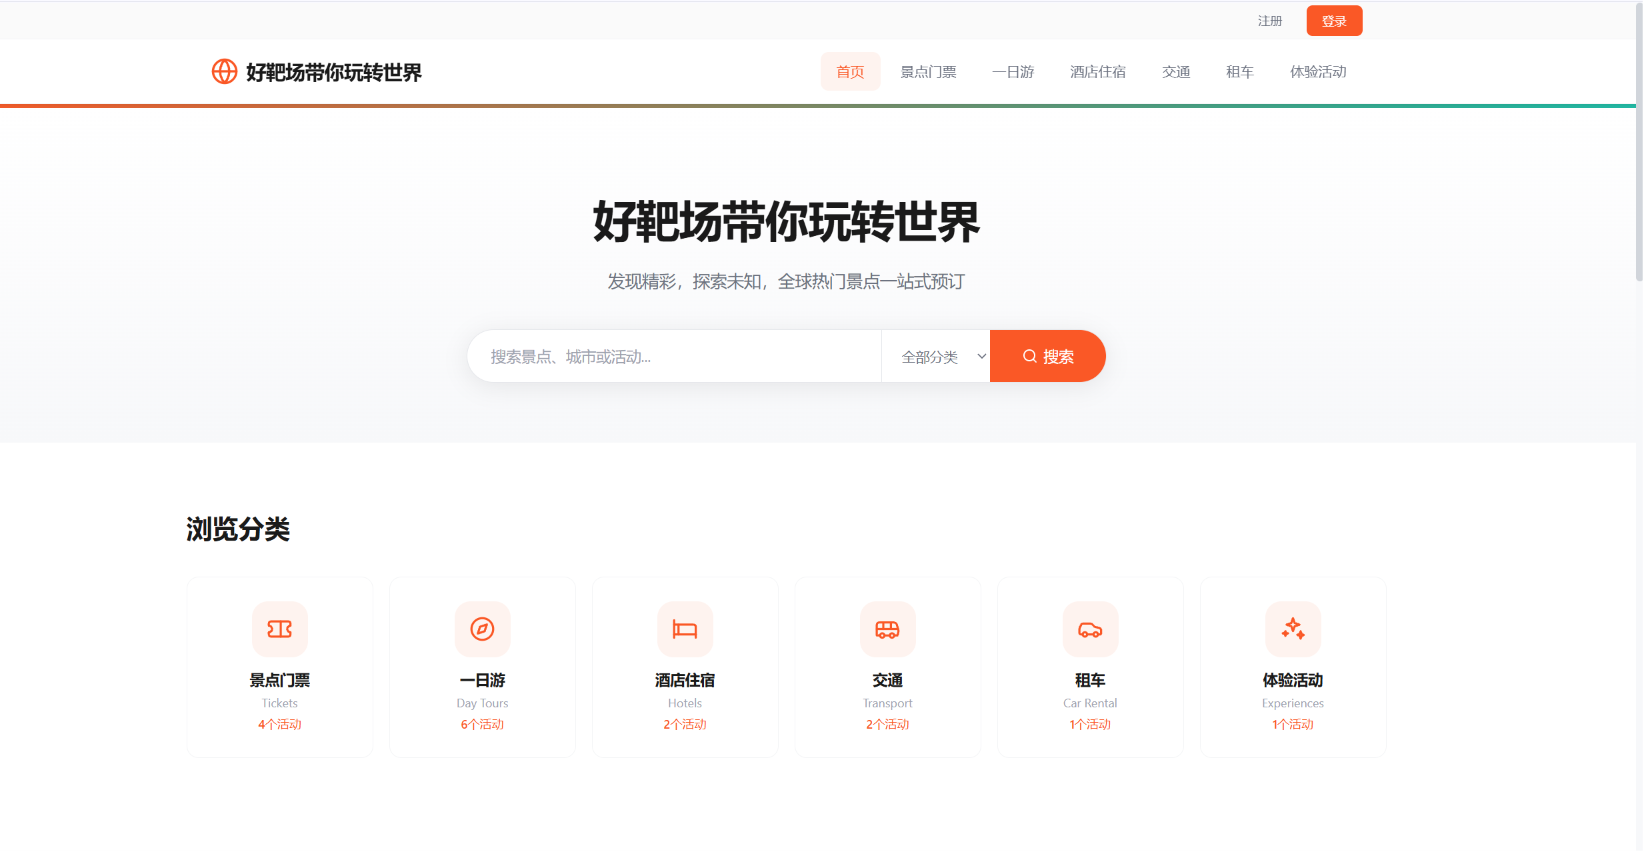 注册 登录
好靶场带你玩转世界 首页 景点门票 一日游 酒店住宿 交通 租车 体验活动
好靶场带你玩转世界
发现精彩，探索未知，全球热门景点一站式预订
搜索景点、城市或活动... 全部分类 搜索
浏览分类
景点门票 一日游 酒店住宿 交通 租车 体验活动
Tickets Day Tours Hotels Transport Car Rental Experiences
4个活动 6个活动 2个活动 2个活动 1个活动 1个活动